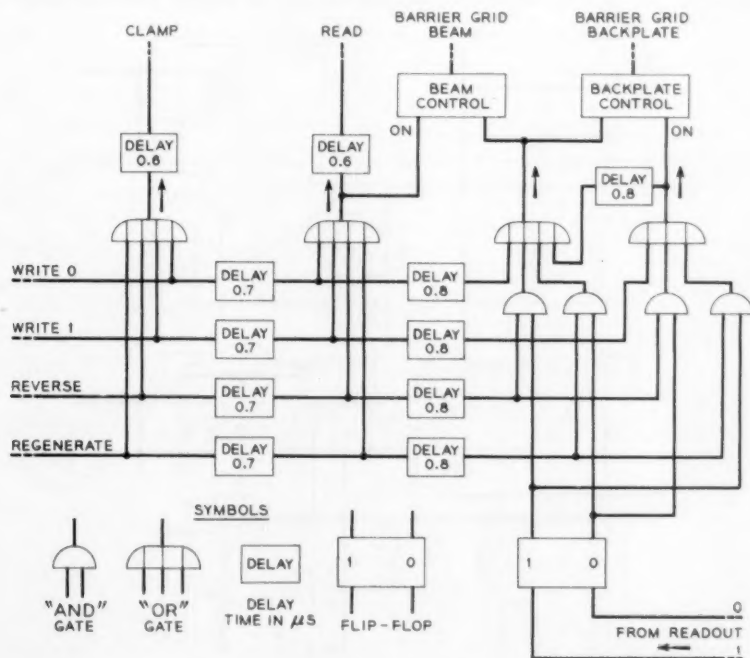 CLAMP
READ
BARRIER GRID
BEAM
BARRIER GRID
BACKPLATE
BEAM
CONTROL
BACKPLATE
CONTROL
ON
ON
DELAY
0.6
DELAY
0.6
DELAY
0.8
WRITE 0
DELAY
0.7
DELAY
0.8
WRITE 1
DELAY
0.7
DELAY
0.8
REVERSE
DELAY
0.7
DELAY
0.8
REGENERATE
DELAY
0.7
DELAY
0.8
SYMBOLS
"AND"
GATE
"OR"
GATE
DELAY
DELAY
TIME IN μS
1 0
FLIP-FLOP
1 0
0
FROM READOUT
1